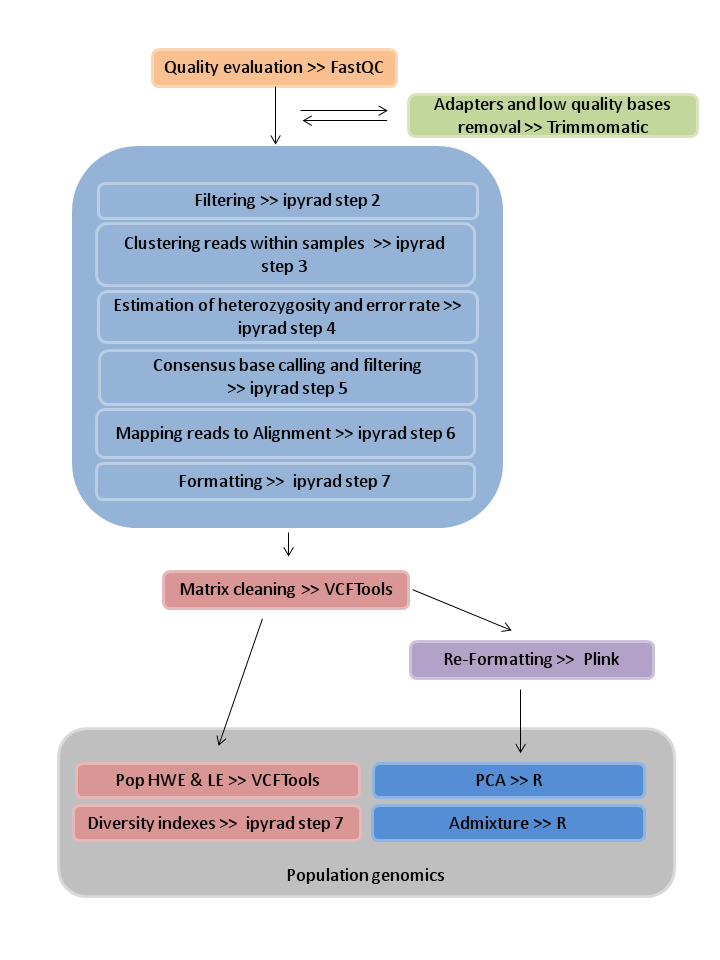 Quality evaluation >> FastQC
Adapters and low quality bases
removal >> Trimmomatic
Filtering >> ipyrad step 2
Clustering reads within samples >> ipyrad
step 3
Estimation of heterozygosity and error rate >>
ipyrad step 4
Consensus base calling and filtering
>> ipyrad step 5
Mapping reads to Alignment >> ipyrad step 6
Formatting >> ipyrad step 7
Matrix cleaning >> VCFTools
Re-Formatting >> Plink
Pop HWE & LE >> VCFTools
PCA >> R
Diversity indexes >> ipyrad step 7
Admixture >> R
Population genomics